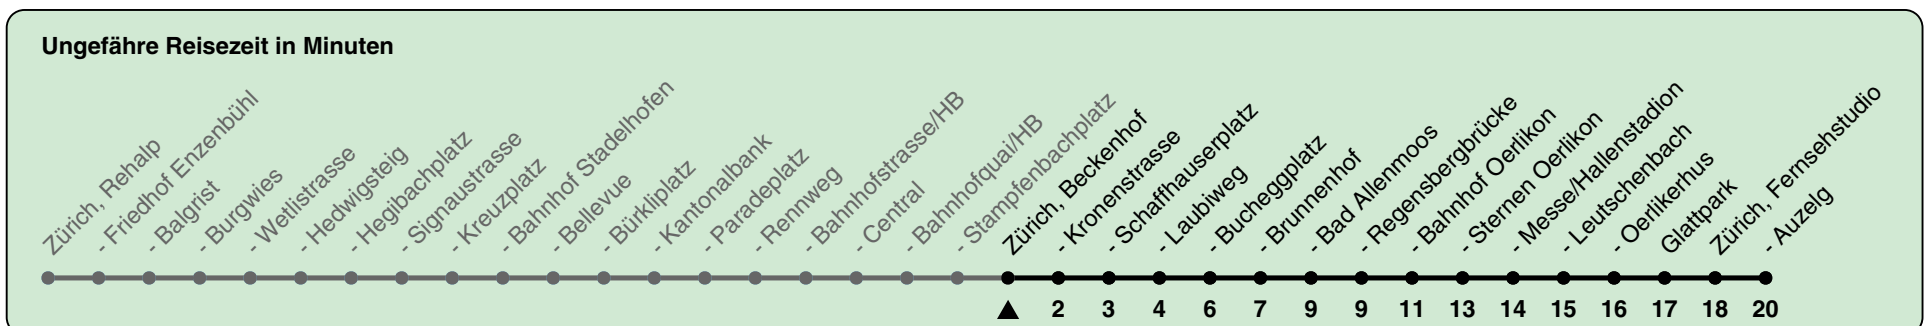 Ungefähre Reisezeit in Minuten
Zürich, Rehalp
- Friedhof Enzenbühl
- Balgrist
- Burgwies
- Wetlistrasse
- Hedwigsteig
- Hegibachplatz
- Signaustrasse
- Kreuzplatz
- Bahnhof Stadelhofen
- Bellevue
- Bürkliplatz
- Kantonalbank
- Paradeplatz
- Rennweg
- Bahnhofstrasse/HB
- Central
- Bahnhofquai/HB
- Stampfenbachplatz
Zürich, Beckenhof
- Kronenstrasse
- Schaffhauserplatz
- Laubiweg
- Bucheggplatz
- Brunnenhof
- Bad Allenmoos
- Regensbergbrücke
- Bahnhof Oerlikon
- Sternen Oerlikon
- Messe/Hallenstadion
- Leutschenbach
- Oerlikerhus
Glattpark
Zürich, Fernsehstudio
- Auzelg
2 3 4 6 7 9 9 11 13 14 15 16 17 18 20